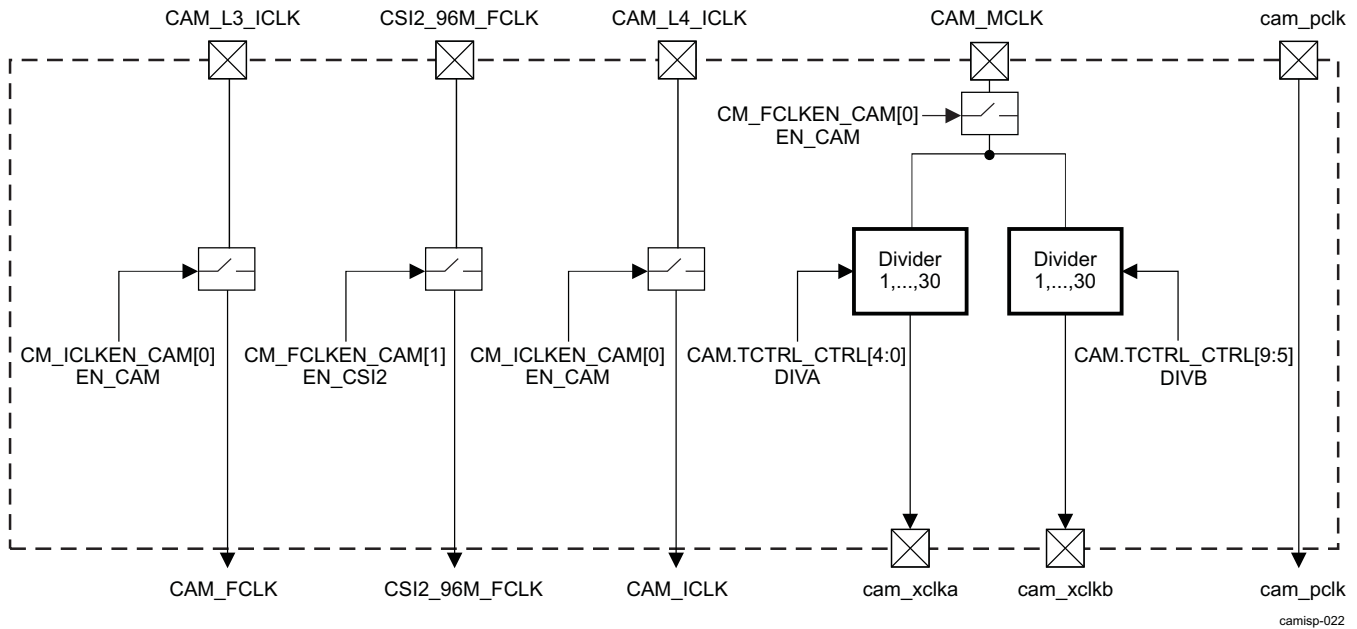 CAM_L3_ICLK
CSI2_96M_FCLK
CAM_L4_ICLK
CAM_MCLK
cam_pclk
CM_FCLKEN_CAM[0]
EN_CAM
Divider
1,...,30
Divider
1,...,30
CM_ICLKEN_CAM[0]
EN_CAM
CM_FCLKEN_CAM[1]
EN_CSI2
CM_ICLKEN_CAM[0]
EN_CAM
CAM.TCTRL_CTRL[4:0]
DIVA
CAM.TCTRL_CTRL[9:5]
DIVB
CAM_FCLK
CSI2_96M_FCLK
CAM_ICLK
cam_xclka
cam_xclkb
cam_pclk
camisp-022